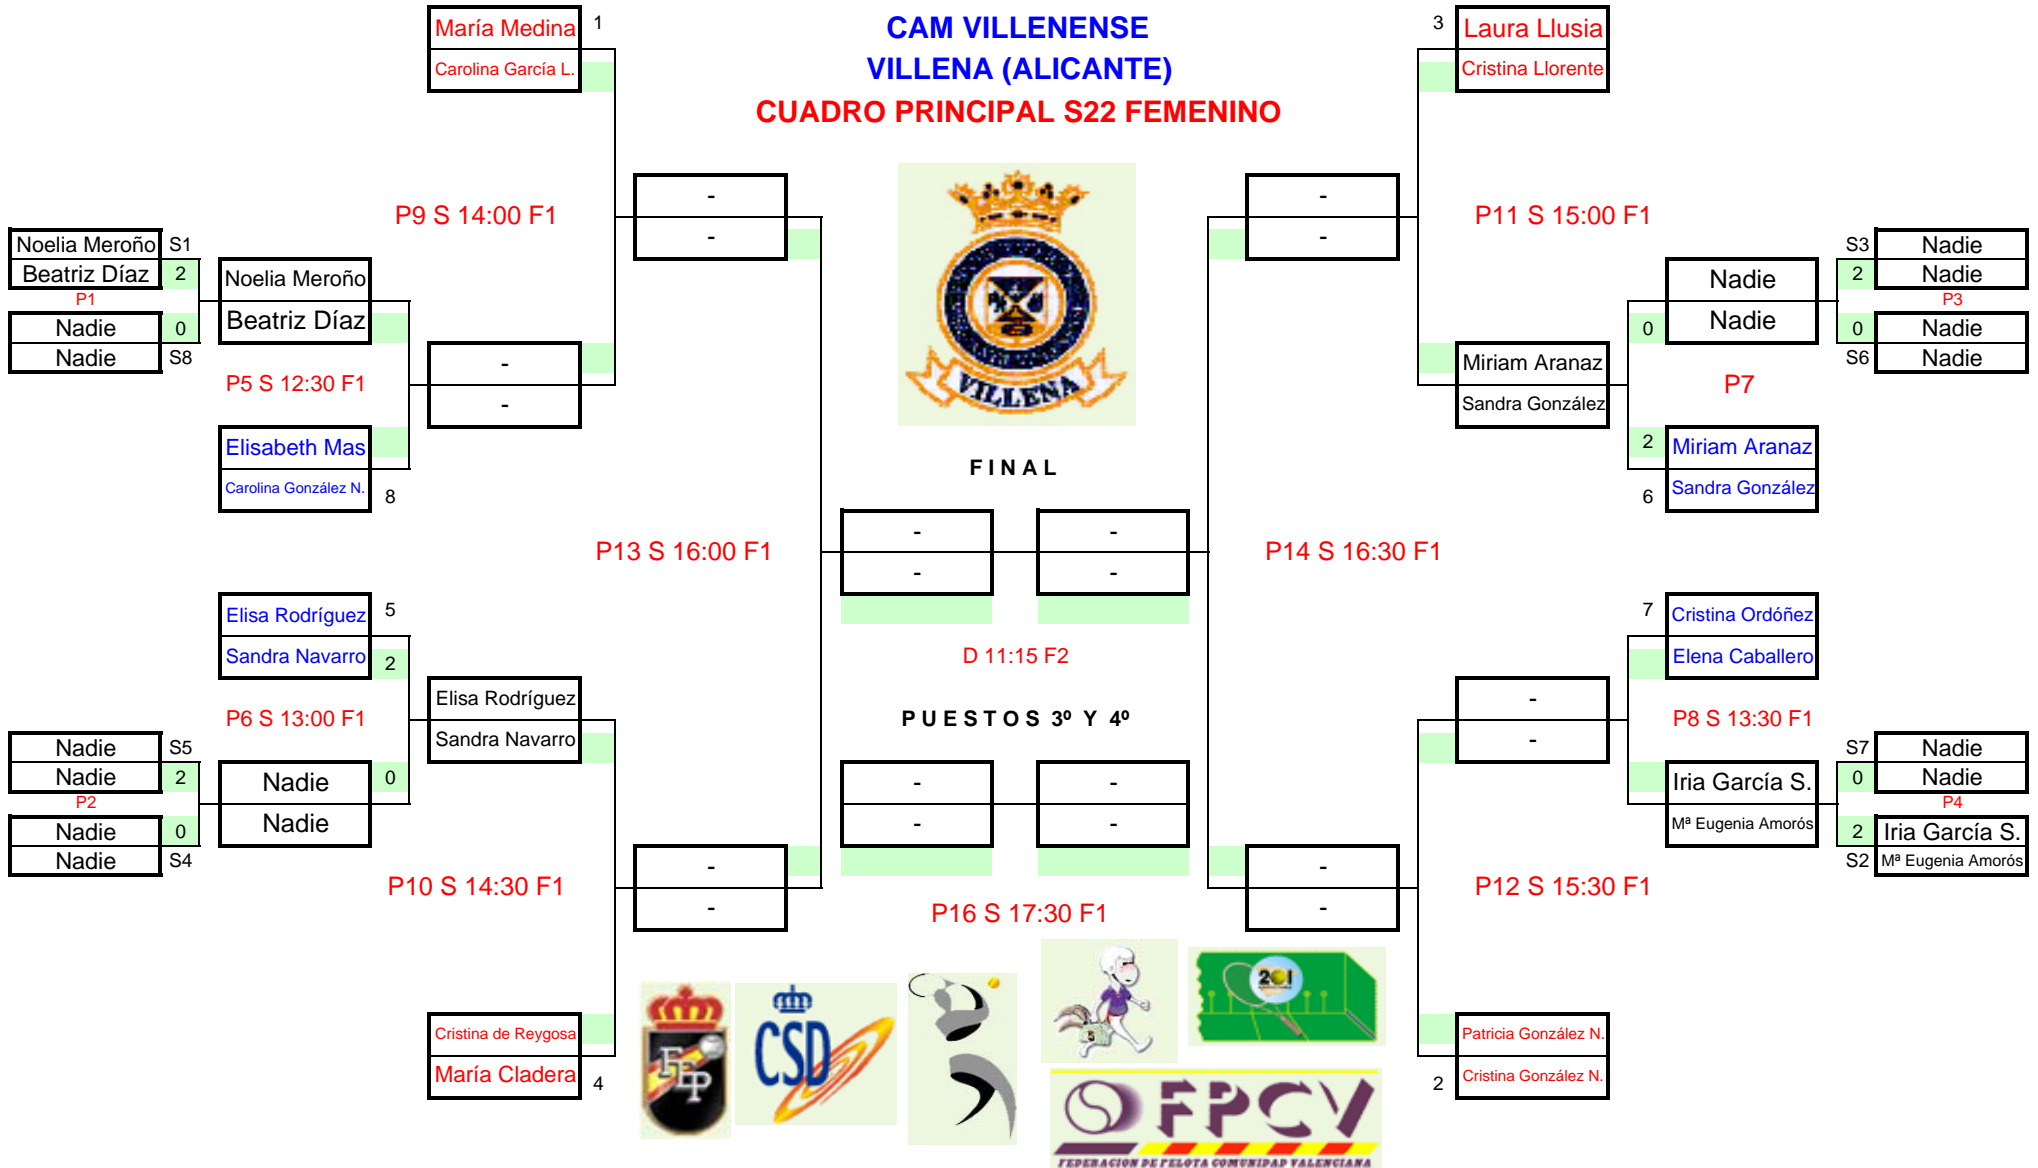 CAM VILLENENSE
VILLENA (ALICANTE)
CUADRO PRINCIPAL S22 FEMENINO
María Medina 1
Carolina García L.
3 Laura Llusia
Cristina Llorente
P9 S 14:00 F1
-
-
VILLENA
-
-
P11 S 15:00 F1
Noelia Meroño S1
Beatriz Díaz 2
P1
Nadie 0
Nadie S8
Noelia Meroño
Beatriz Díaz
P5 S 12:30 F1
-
-
Elisabeth Mas
Carolina González N. 8
S3 Nadie
2 Nadie
P3
0 Nadie
S6 Nadie
Nadie
0 Nadie
P7
Miriam Aranaz
Sandra González
2 Miriam Aranaz
6 Sandra González
FINAL
P13 S 16:00 F1
- -
- -
P14 S 16:30 F1
D 11:15 F2
Elisa Rodríguez 5
Sandra Navarro 2
P6 S 13:00 F1
Elisa Rodríguez
Sandra Navarro
Nadie S5
Nadie 2
P2
Nadie 0
Nadie S4
Nadie 0
Nadie
PUESTOS 3º Y 4º
- -
- -
P16 S 17:30 F1
7 Cristina Ordóñez
Elena Caballero
P8 S 13:30 F1
-
-
Iria García S.
Mª Eugenia Amorós
S7 Nadie
0 Nadie
P4
2 Iria García S.
S2 Mª Eugenia Amorós
P10 S 14:30 F1
-
-
-
-
P12 S 15:30 F1
Cristina de Reygosa
María Cladera 4
Patricia González N.
2 Cristina González N.
FEP
CSD
201
FPCV
FEDERACION DE PELOTA COMUNIDAD VALENCIANA